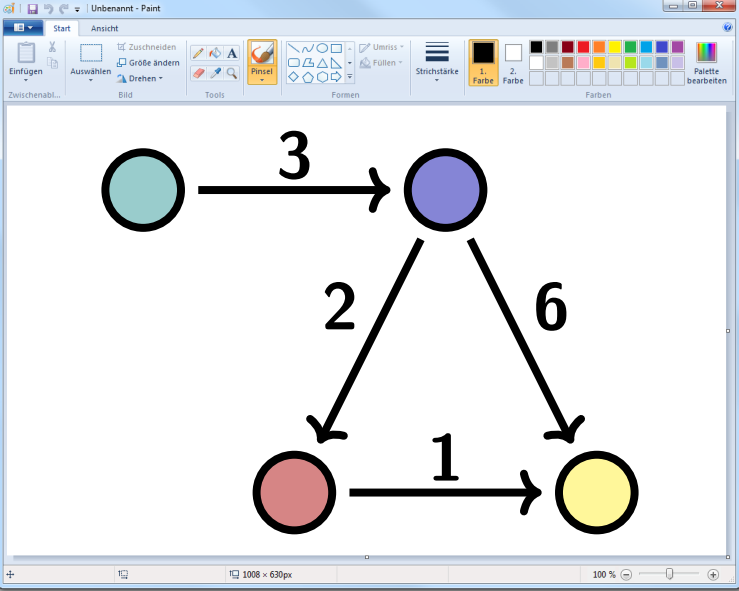 Unbenannt - Paint
Start Ansicht
Einfügen
Auswählen
Zuschneiden
Größe ändern
Drehen
A
Pinsel
Umriss
Füllen
Strichstärke
1.
Farbe
2.
Farbe
Palette
bearbeiten
Zwischenabl...
Bild
Tools
Formen
Farben
3
2
6
1
1008 × 630px
100 %